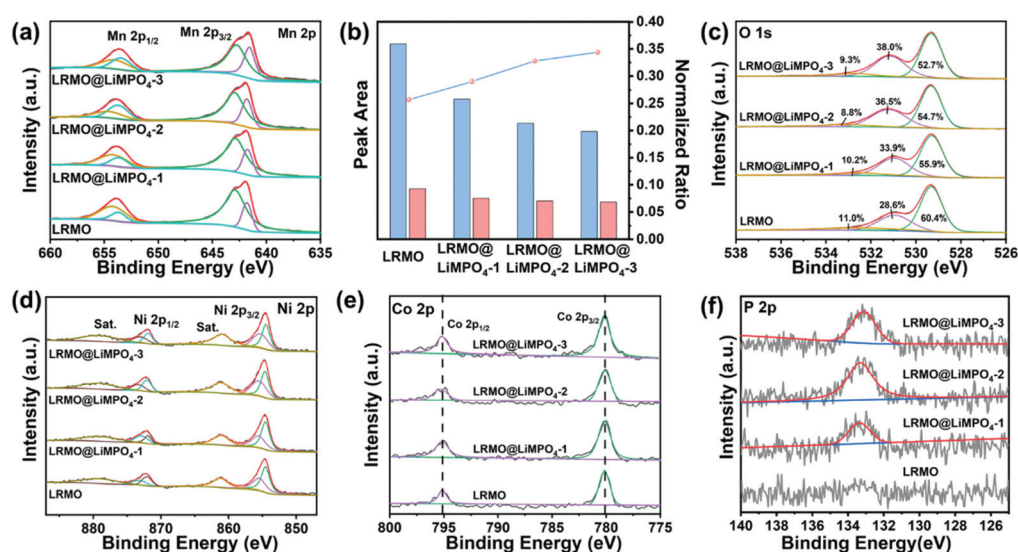 (a)
Mn 2p1/2
Mn 2p3/2
Mn 2p
LRMO@LiMPO4-3
LRMO@LiMPO4-2
LRMO@LiMPO4-1
LRMO
Intensity (a.u.)
660 655 650 645 640 635
Binding Energy (eV)
(b)
Peak Area
0.40
0.35
0.30
0.25
0.20
0.15
0.10
0.05
0.00
Normalized Ratio
LRMO LRMO@ LRMO@ LRMO@
LiMPO4-1 LiMPO4-2 LiMPO4-3
(c)
O 1s
LRMO@LiMPO4-3
9.3%
38.0%
52.7%
LRMO@LiMPO4-2
8.8%
36.5%
54.7%
LRMO@LiMPO4-1
10.2%
33.9%
55.9%
LRMO
11.0%
28.6%
60.4%
Intensity (a.u.)
538 536 534 532 530 528 526
Binding Energy (eV)
(d)
Sat.
Ni 2p1/2
Sat.
Ni 2p3/2
Ni 2p
LRMO@LiMPO4-3
LRMO@LiMPO4-2
LRMO@LiMPO4-1
LRMO
Intensity (a.u.)
880 870 860 850
Binding Energy (eV)
(e)
Co 2p
Co 2p1/2
Co 2p3/2
LRMO@LiMPO4-3
LRMO@LiMPO4-2
LRMO@LiMPO4-1
LRMO
Intensity (a.u.)
800 795 790 785 780 775
Binding Energy (eV)
(f)
P 2p
LRMO@LiMPO4-3
LRMO@LiMPO4-2
LRMO@LiMPO4-1
LRMO
Intensity (a.u.)
140 138 136 134 132 130 128 126
Binding Energy(eV)